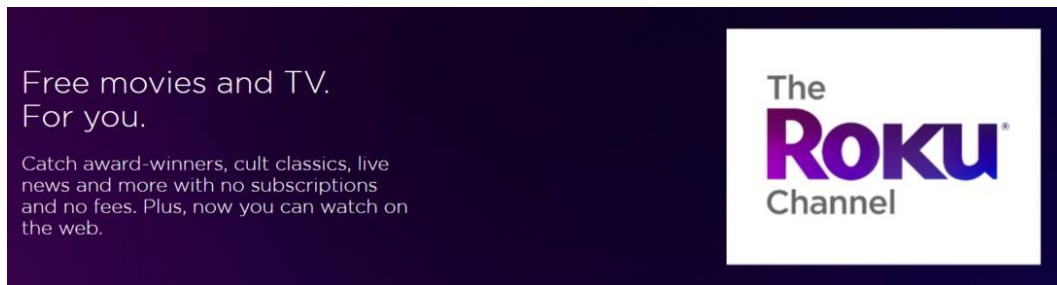 Free movies and TV.
For you.
Catch award-winners, cult classics, live
news and more with no subscriptions
and no fees. Plus, now you can watch on
the web.
The
ROKU®
Channel